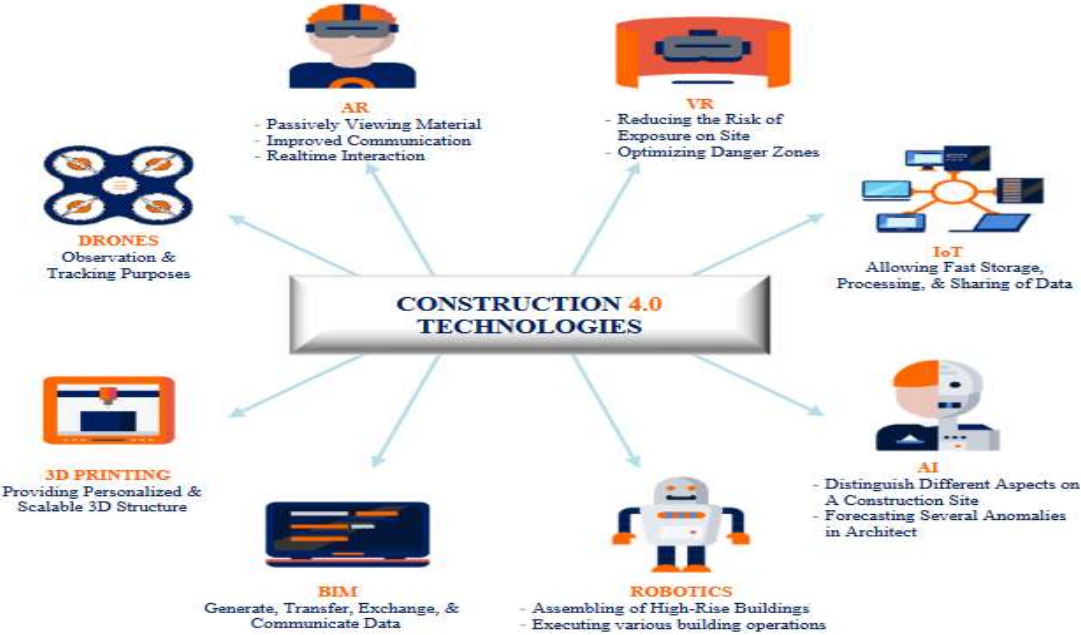 AR
- Passively Viewing Material
- Improved Communication
- Realtime Interaction
VR
- Reducing the Risk of
Exposure on Site
- Optimizing Danger Zones
DRONES
Observation &
Tracking Purposes
IoT
Allowing Fast Storage,
Processing, & Sharing of Data
CONSTRUCTION 4.0
TECHNOLOGIES
3D PRINTING
Providing Personalized &
Scalable 3D Structure
AI
- Distinguish Different Aspects on
A Construction Site
- Forecasting Several Anomalies
in Architect
BIM
Generate, Transfer, Exchange, &
Communicate Data
ROBOTICS
- Assembling of High-Rise Buildings
- Executing various building operations